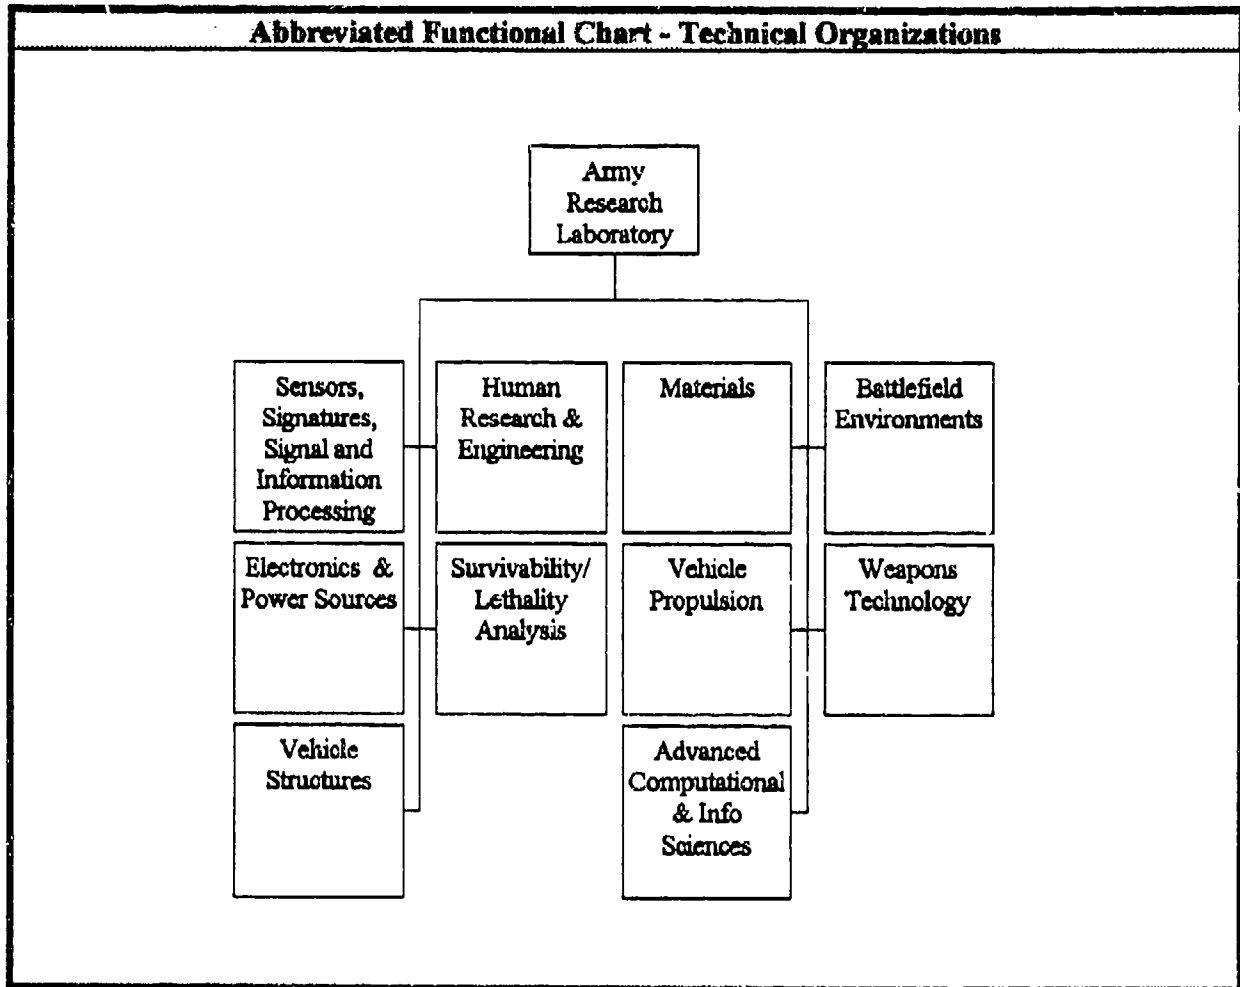 Abbreviated Functional Chart - Technical Organizations
Army
Research
Laboratory
Sensors,
Signatures,
Signal and
Information
Processing
Human
Research &
Engineering
Materials
Battlefield
Environments
Electronics &
Power Sources
Survivability/
Lethality
Analysis
Vehicle
Propulsion
Weapons
Technology
Vehicle
Structures
Advanced
Computational
& Info
Sciences